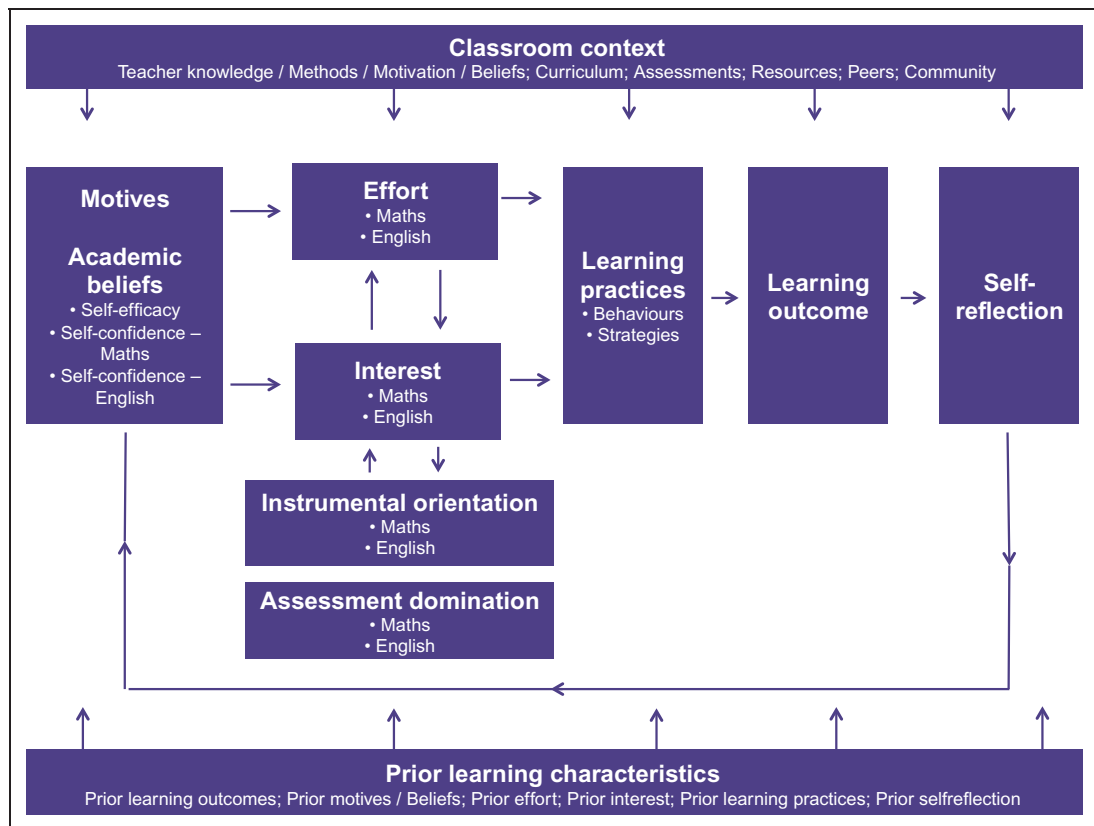 Classroom context
Teacher knowledge / Methods / Motivation / Beliefs; Curriculum; Assessments; Resources; Peers; Community
Motives
Academic
beliefs
• Self-efficacy
• Self-confidence –
Maths
• Self-confidence –
English
Effort
• Maths
• English
Interest
• Maths
• English
Instrumental orientation
• Maths
• English
Assessment domination
• Maths
• English
Learning
practices
• Behaviours
• Strategies
Learning
outcome
Self-
reflection
Prior learning characteristics
Prior learning outcomes; Prior motives / Beliefs; Prior effort; Prior interest; Prior learning practices; Prior selfreflection